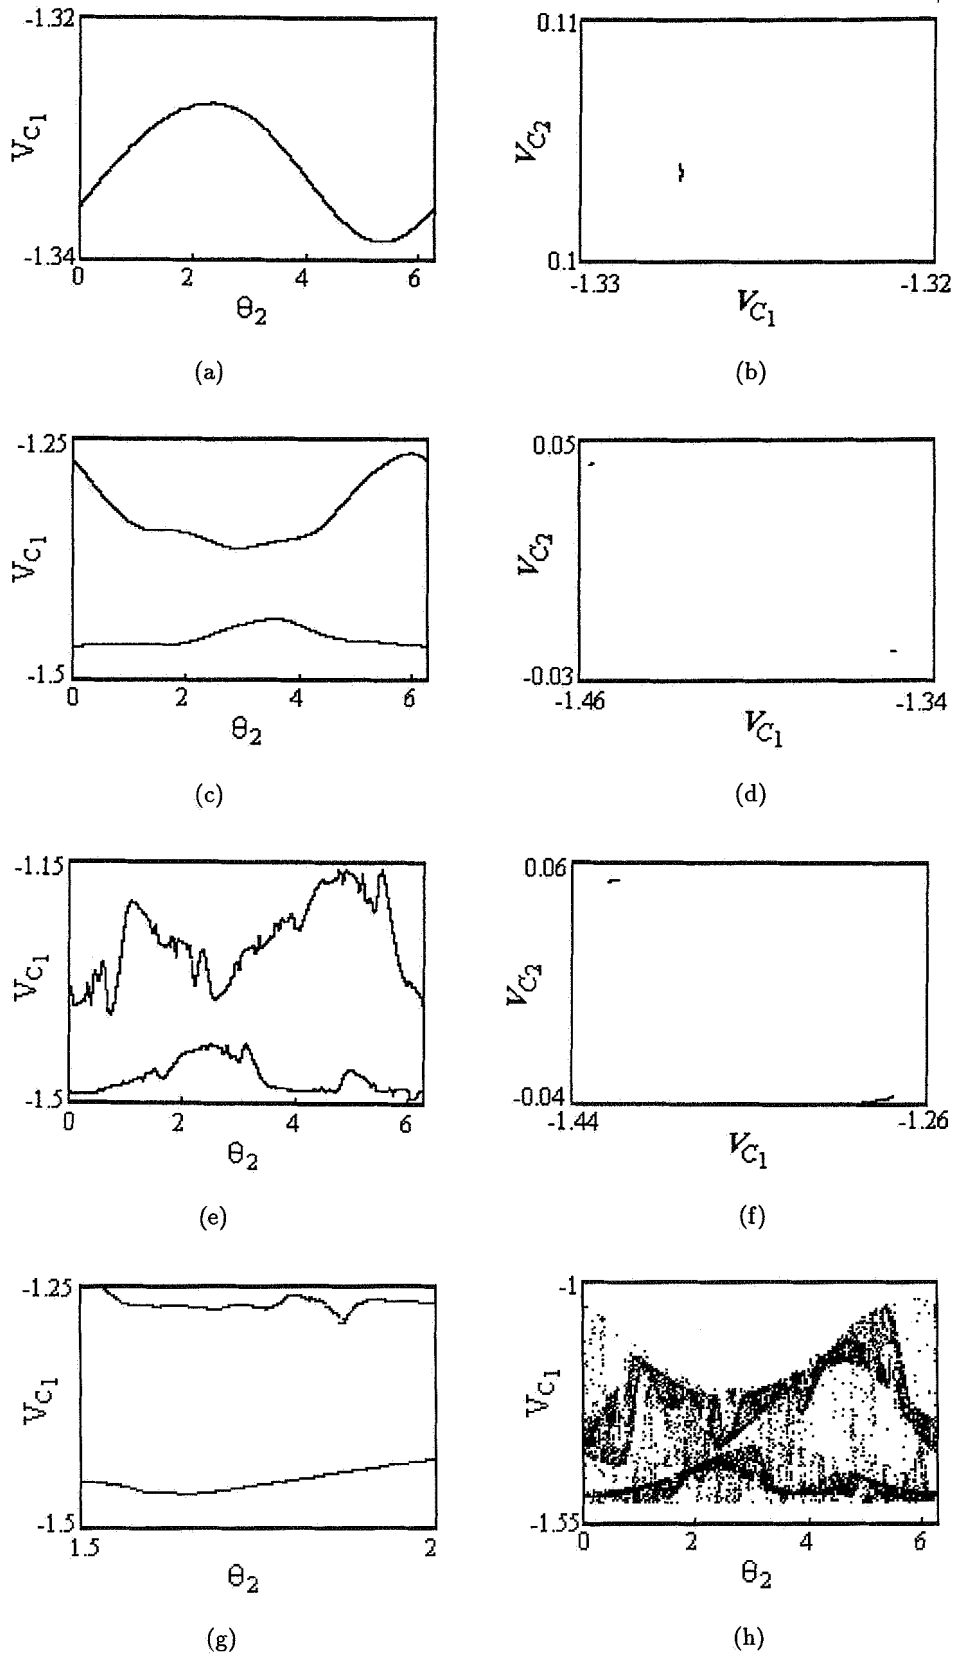 -1.32
V_C1
-1.34
0 2 4 6
θ2
(a)
0.11
V_C2
0.1
-1.33 -1.32
V_C1
(b)
-1.25
V_C1
-1.5
0 2 4 6
θ2
(c)
0.05
V_C2
-0.03
-1.46 -1.34
V_C1
(d)
-1.15
V_C1
-1.5
0 2 4 6
θ2
(e)
0.06
V_C2
-0.04
-1.44 -1.26
V_C1
(f)
-1.25
V_C1
-1.5
1.5 2
θ2
(g)
-1
V_C1
-1.55
0 2 4 6
θ2
(h)